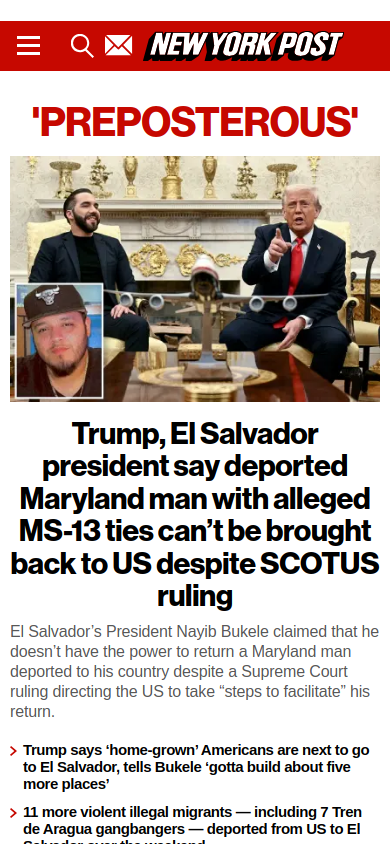 NEW YORK POST
'PREPOSTEROUS'
Trump, El Salvador
president say deported
Maryland man with alleged
MS-13 ties can’t be brought
back to US despite SCOTUS
ruling
El Salvador’s President Nayib Bukele claimed that he
doesn’t have the power to return a Maryland man
deported to his country despite a Supreme Court
ruling directing the US to take “steps to facilitate” his
return.
Trump says ‘home-grown’ Americans are next to go
to El Salvador, tells Bukele ‘gotta build about five
more places’
11 more violent illegal migrants — including 7 Tren
de Aragua gangbangers — deported from US to El
Salvador over the weekend